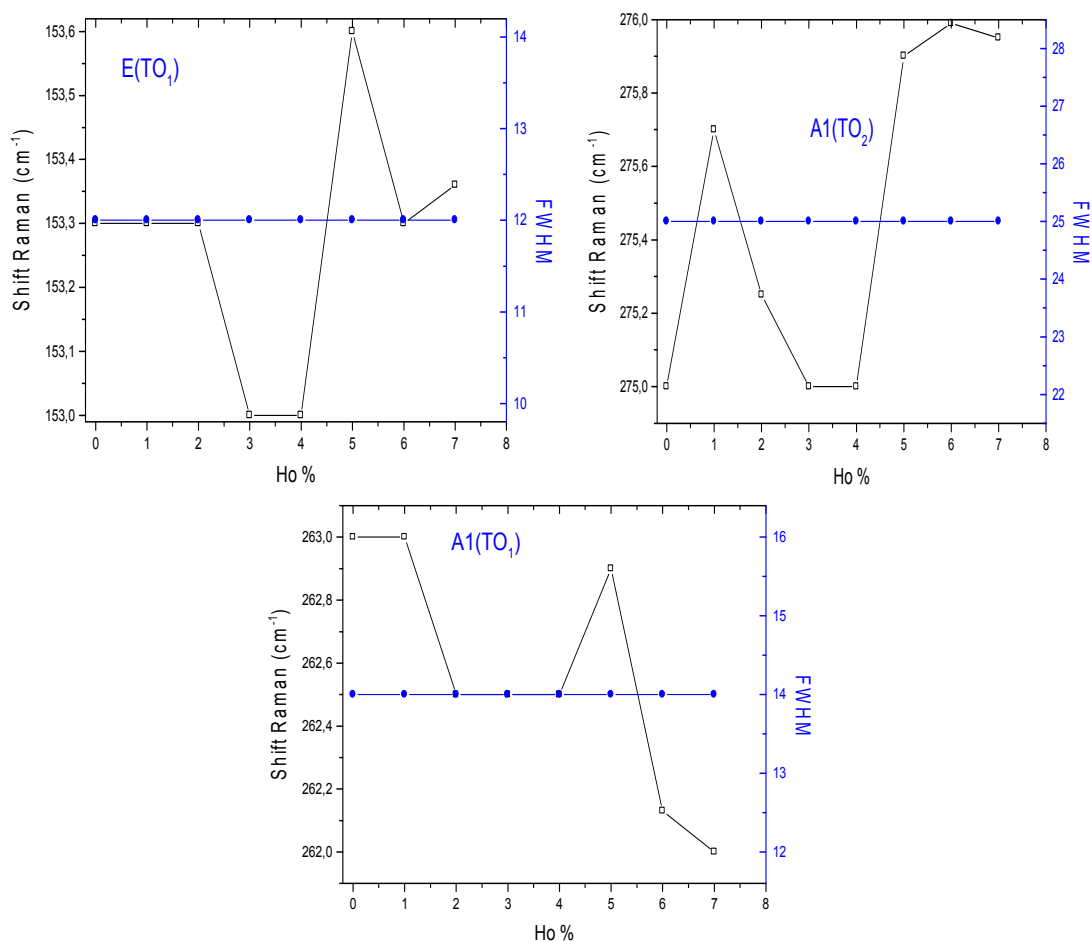 E(TO₁)
Shift Raman (cm⁻¹)
153,6
153,5
153,4
153,3
153,2
153,1
153,0
0 1 2 3 4 5 6 7 8
Ho %
14
13
12
11
10
FWHM
A1(TO₂)
Shift Raman (cm⁻¹)
276,0
275,8
275,6
275,4
275,2
275,0
0 1 2 3 4 5 6 7 8
Ho %
28
27
26
25
24
23
22
FWHM
A1(TO₁)
Shift Raman (cm⁻¹)
263,0
262,8
262,6
262,4
262,2
262,0
0 1 2 3 4 5 6 7 8
Ho %
16
15
14
13
12
FWHM